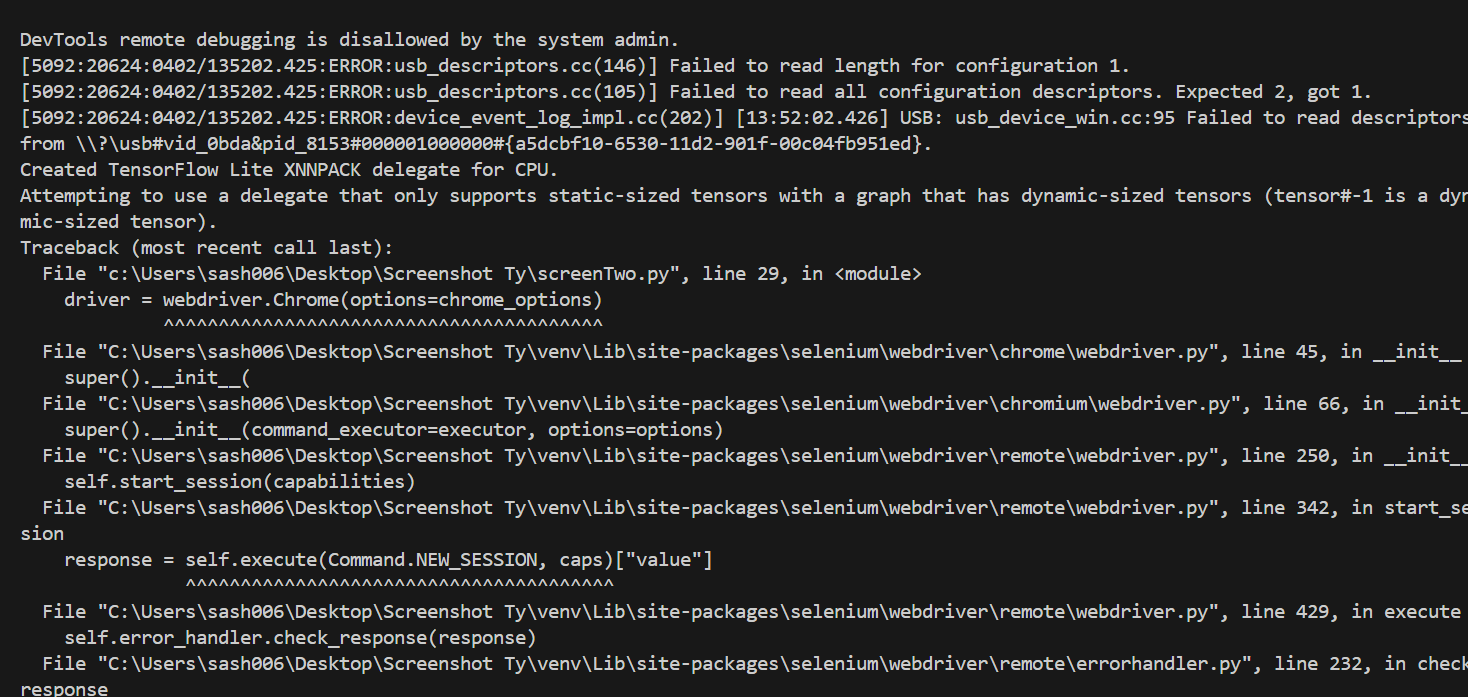 DevTools remote debugging is disallowed by the system admin.
[5092:20624:0402/135202.425:ERROR:usb_descriptors.cc(146)] Failed to read length for configuration 1.
[5092:20624:0402/135202.425:ERROR:usb_descriptors.cc(105)] Failed to read all configuration descriptors. Expected 2, got 1.
[5092:20624:0402/135202.425:ERROR:device_event_log_impl.cc(202)] [13:52:02.426] USB: usb_device_win.cc:95 Failed to read descriptors
from \\?\usb#vid_0bda&pid_8153#000001000000#{a5dcbf10-6530-11d2-901f-00c04fb951ed}.
Created TensorFlow Lite XNNPACK delegate for CPU.
Attempting to use a delegate that only supports static-sized tensors with a graph that has dynamic-sized tensors (tensor#-1 is a dyn
mic-sized tensor).
Traceback (most recent call last):
  File "c:\Users\sash006\Desktop\Screenshot Ty\screenTwo.py", line 29, in <module>
    driver = webdriver.Chrome(options=chrome_options)
             ^^^^^^^^^^^^^^^^^^^^^^^^^^^^^^^^^^^^^^^^
  File "C:\Users\sash006\Desktop\Screenshot Ty\venv\Lib\site-packages\selenium\webdriver\chrome\webdriver.py", line 45, in __init__
    super().__init__(
  File "C:\Users\sash006\Desktop\Screenshot Ty\venv\Lib\site-packages\selenium\webdriver\chromium\webdriver.py", line 66, in __init_
    super().__init__(command_executor=executor, options=options)
  File "C:\Users\sash006\Desktop\Screenshot Ty\venv\Lib\site-packages\selenium\webdriver\remote\webdriver.py", line 250, in __init__
    self.start_session(capabilities)
  File "C:\Users\sash006\Desktop\Screenshot Ty\venv\Lib\site-packages\selenium\webdriver\remote\webdriver.py", line 342, in start_se
sion
    response = self.execute(Command.NEW_SESSION, caps)["value"]
               ^^^^^^^^^^^^^^^^^^^^^^^^^^^^^^^^^^^^^^^
  File "C:\Users\sash006\Desktop\Screenshot Ty\venv\Lib\site-packages\selenium\webdriver\remote\webdriver.py", line 429, in execute
    self.error_handler.check_response(response)
  File "C:\Users\sash006\Desktop\Screenshot Ty\venv\Lib\site-packages\selenium\webdriver\remote\errorhandler.py", line 232, in check
response